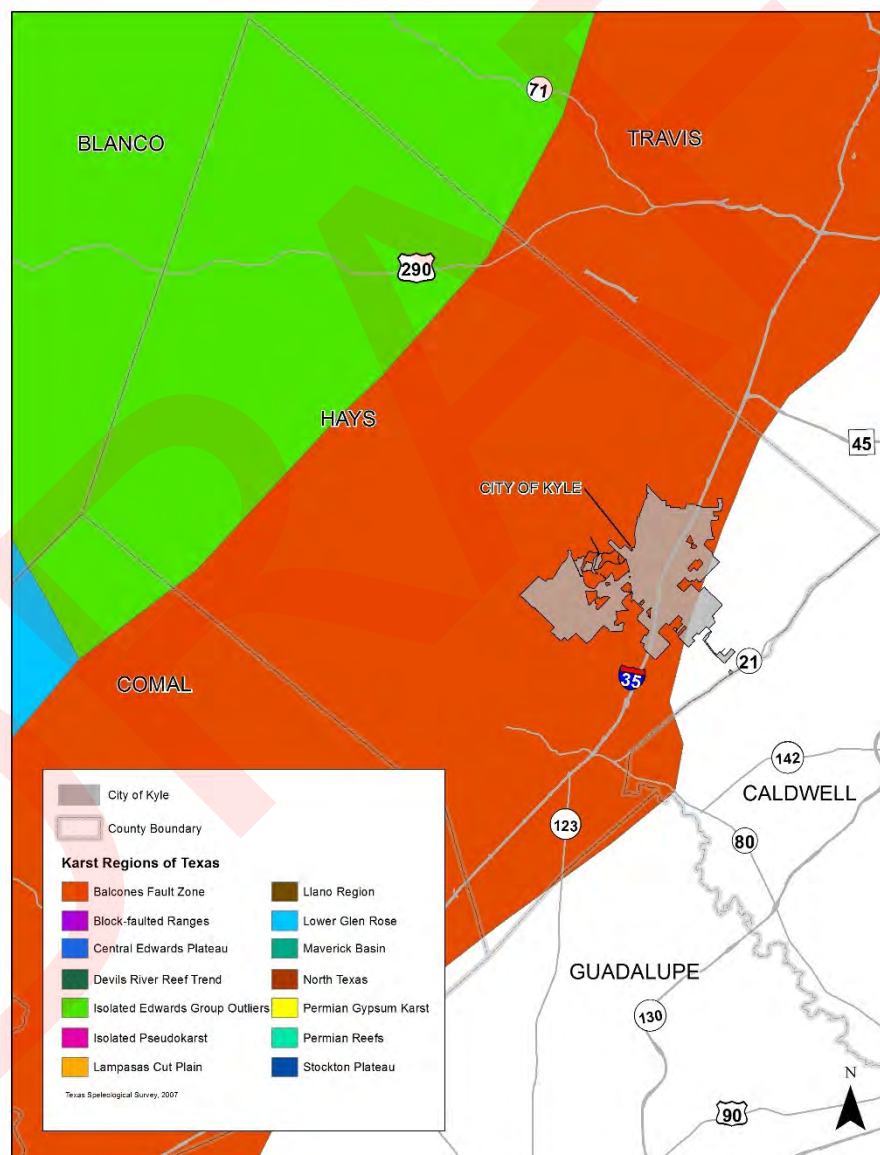 71
BLANCO
TRAVIS
290
HAYS
45
CITY OF KYLE
21
35
COMAL
142
CALDWELL
123
80
GUADALUPE
130
90
N
City of Kyle
County Boundary
Karst Regions of Texas
Balcones Fault Zone
Block-faulted Ranges
Central Edwards Plateau
Devils River Reef Trend
Isolated Edwards Group Outliers
Isolated Pseudokarst
Lampasas Cut Plain
Llano Region
Lower Glen Rose
Maverick Basin
North Texas
Permian Gypsum Karst
Permian Reefs
Stockton Plateau
Texas Speleological Survey, 2007
DRAFT